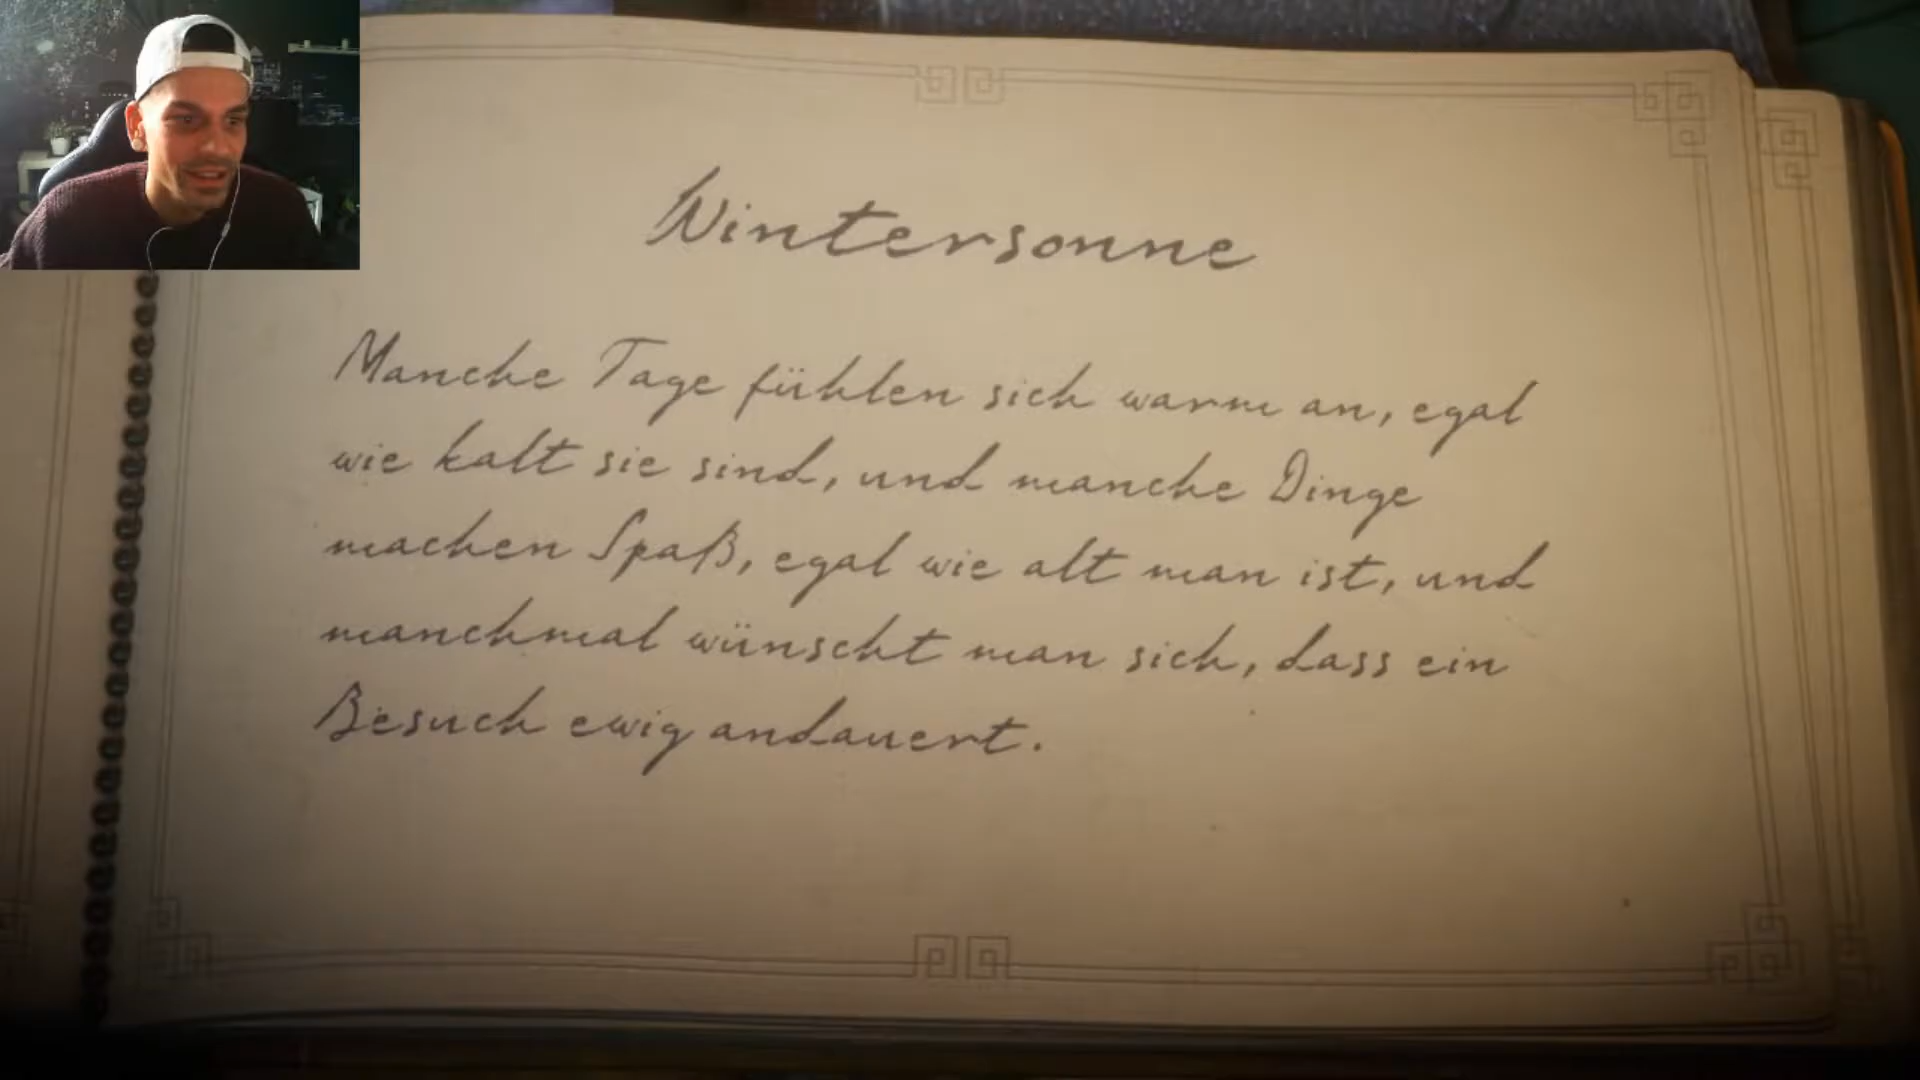 Wintersonne
Manche Tage fühlen sich warm an, egal
wie kalt sie sind, und manche Dinge
machen Spaß, egal wie alt man ist, und
manchmal wünscht man sich, dass ein
Besuch ewig andauert.